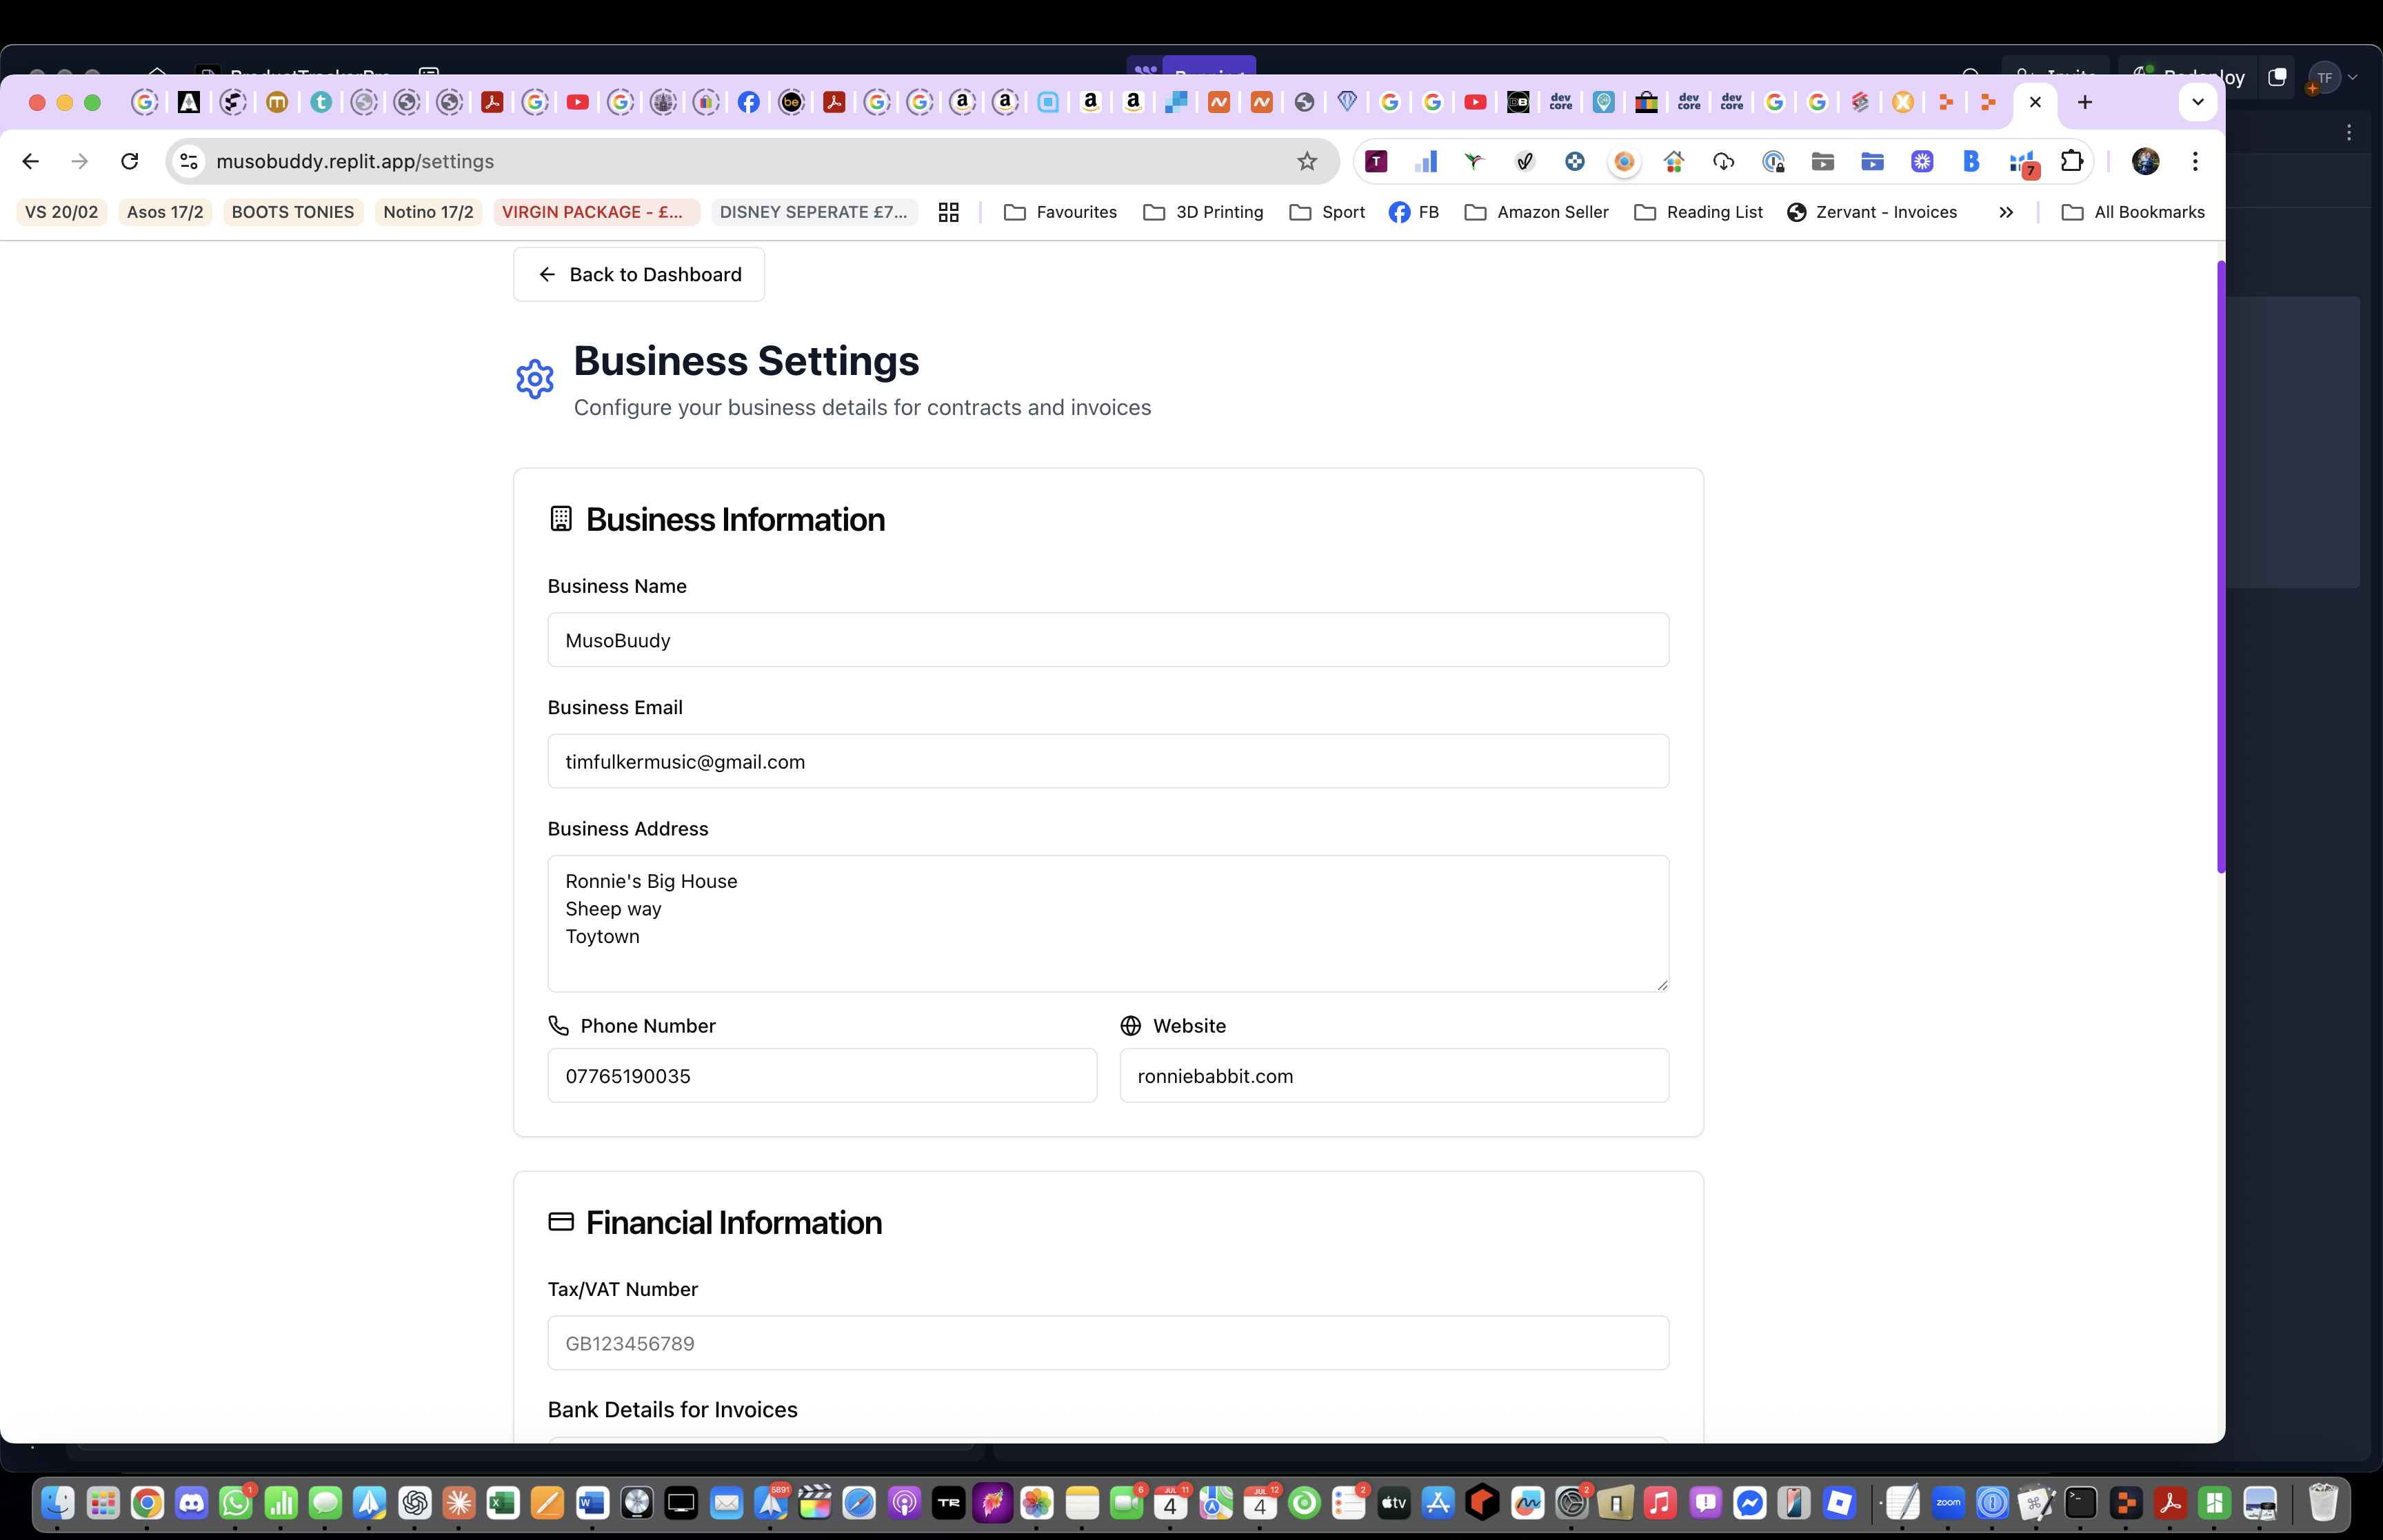 musobuddy.replit.app/settings
7
VS 20/02
Asos 17/2
BOOTS TONIES
Notino 17/2
VIRGIN PACKAGE - £...
DISNEY SEPERATE £7...
Favourites
3D Printing
Sport
FB
Amazon Seller
Reading List
Zervant - Invoices
All Bookmarks
Back to Dashboard
Business Settings
Configure your business details for contracts and invoices
Business Information
Business Name
MusoBuudy
Business Email
timfulkermusic@gmail.com
Business Address
Ronnie's Big House
Sheep way
Toytown
Phone Number
Website
07765190035
ronniebabbit.com
Financial Information
Tax/VAT Number
GB123456789
Bank Details for Invoices